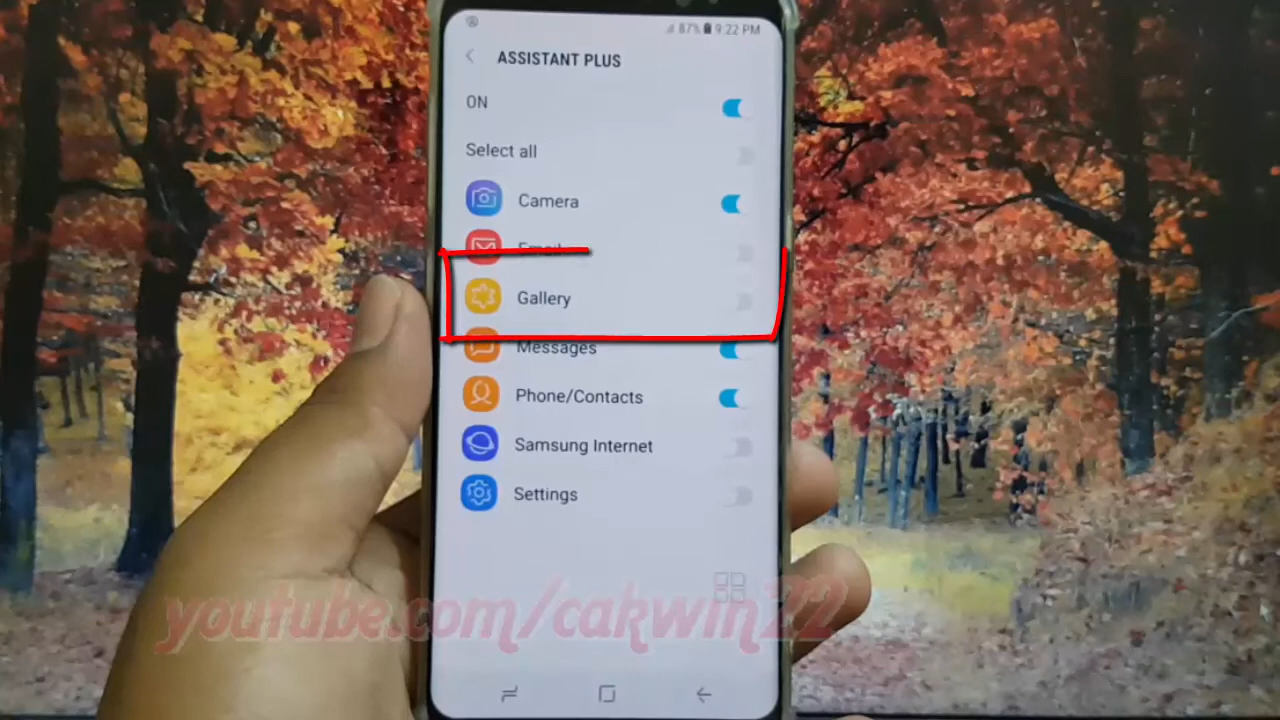 87% 9:22 PM
ASSISTANT PLUS
ON
Select all
Camera
Email
Gallery
Messages
Phone/Contacts
Samsung Internet
Settings
youtube.com/cakwin22